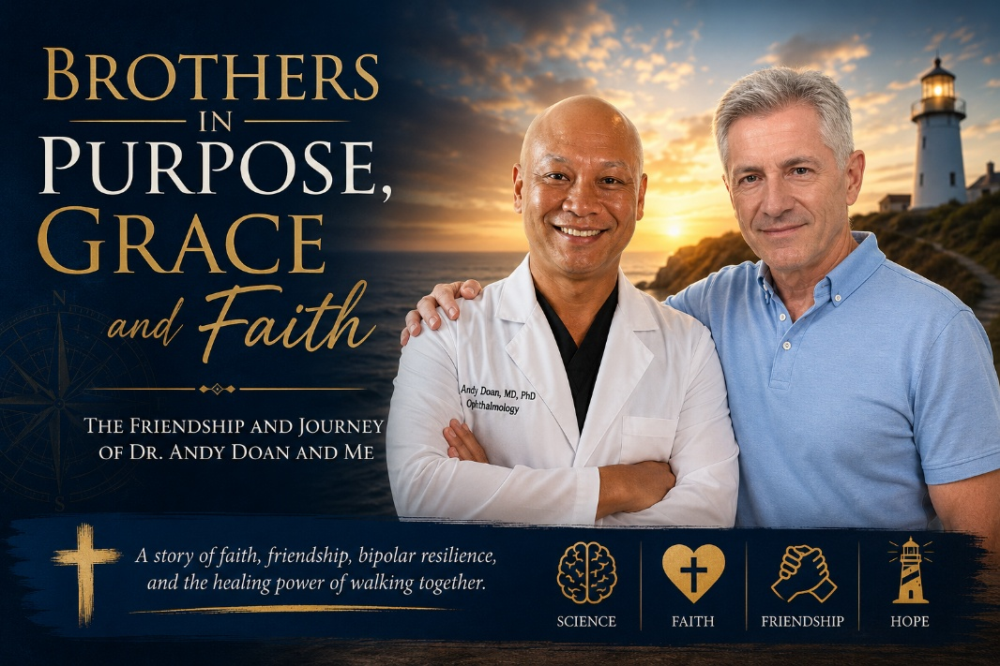 BROTHERS
IN
PURPOSE,
GRACE
and Faith
THE FRIENDSHIP AND JOURNEY
OF DR. ANDY DOAN AND ME
Andy Doan, MD, PhD
Ophthalmology
N
A story of faith, friendship, bipolar resilience,
and the healing power of walking together.
SCIENCE
FAITH
FRIENDSHIP
HOPE